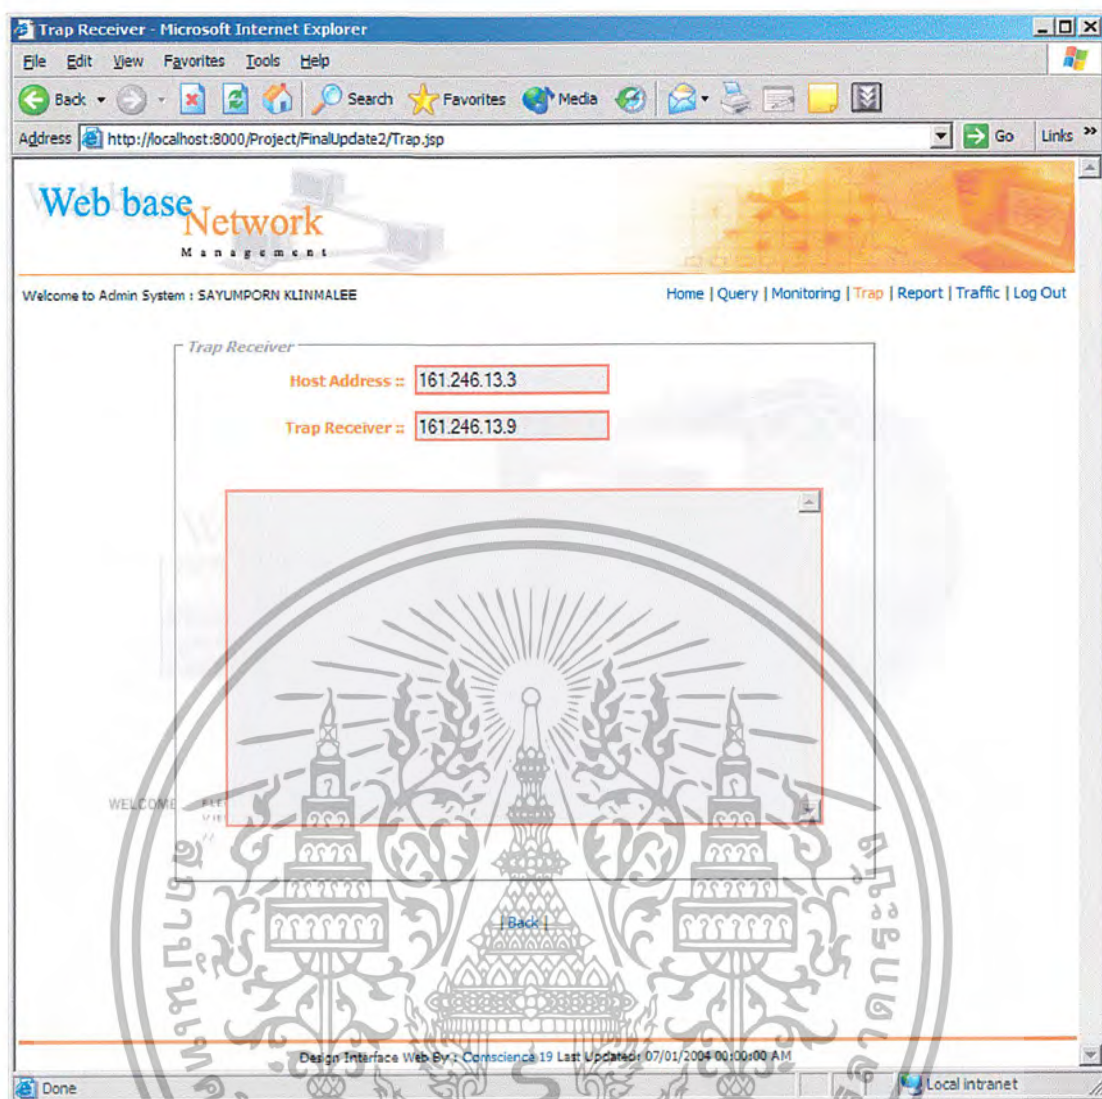 Trap Receiver - Microsoft Internet Explorer
File Edit View Favorites Tools Help
Back Search Favorites Media
Address http://localhost:8000/Project/FinalUpdate2/Trap.jsp Go Links »
Web base
Network
Management
Welcome to Admin System : SAYUMPORN KLINMALEE Home | Query | Monitoring | Trap | Report | Traffic | Log Out
Trap Receiver
Host Address :: 161.246.13.3
Trap Receiver :: 161.246.13.9
WELCOME
| Back |
Design Interface Web By : Comscience 19 Last Updated: 07/01/2004 00:00:00 AM
Done Local intranet